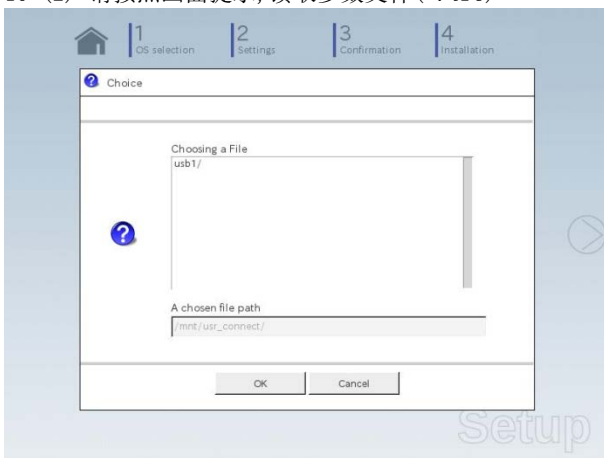 1
OS selection
2
Settings
3
Confirmation
4
Installation
Choice
Choosing a File
usb1/
A chosen file path
/mnt/usr_connect/
OK
Cancel
Setup